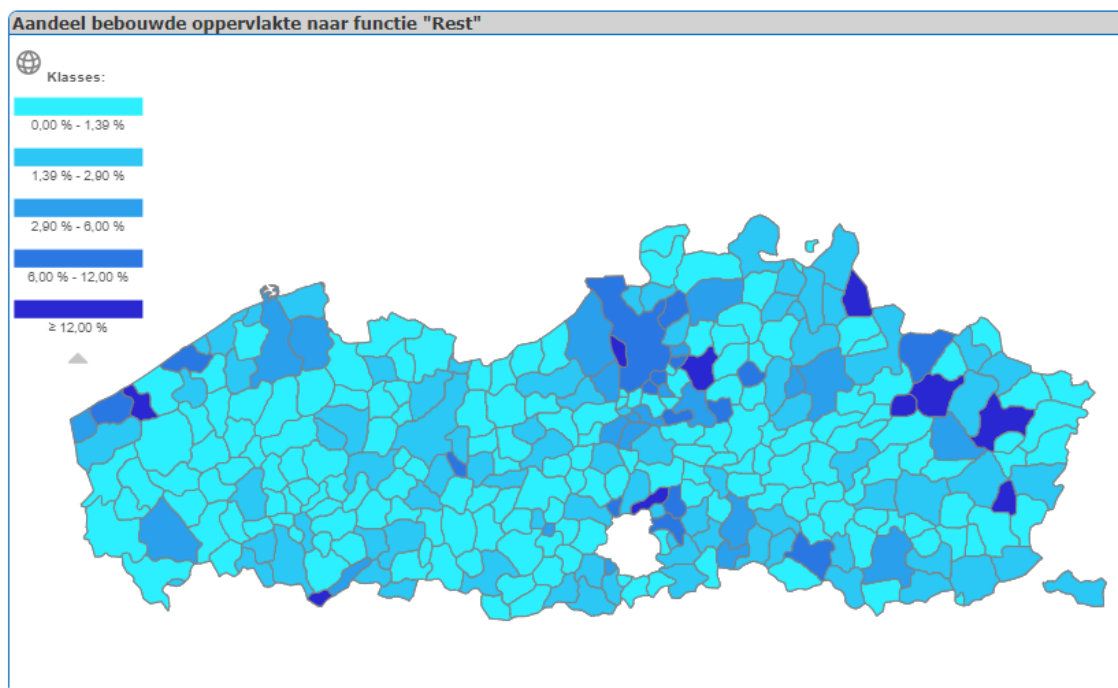 Aandeel bebouwde oppervlakte naar functie "Rest"
Klasses:
0,00 % - 1,39 %
1,39 % - 2,90 %
2,90 % - 6,00 %
6,00 % - 12,00 %
≥ 12,00 %